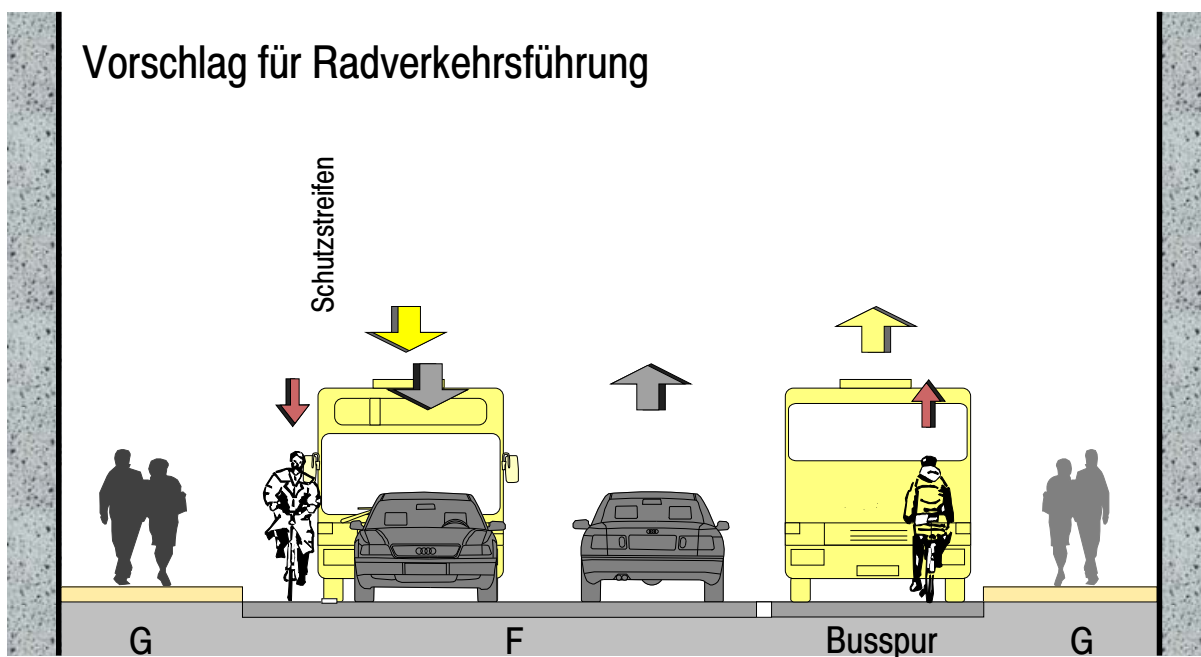 Vorschlag für Radverkehrsführung
Schutzstreifen
G
F
Busspur
G